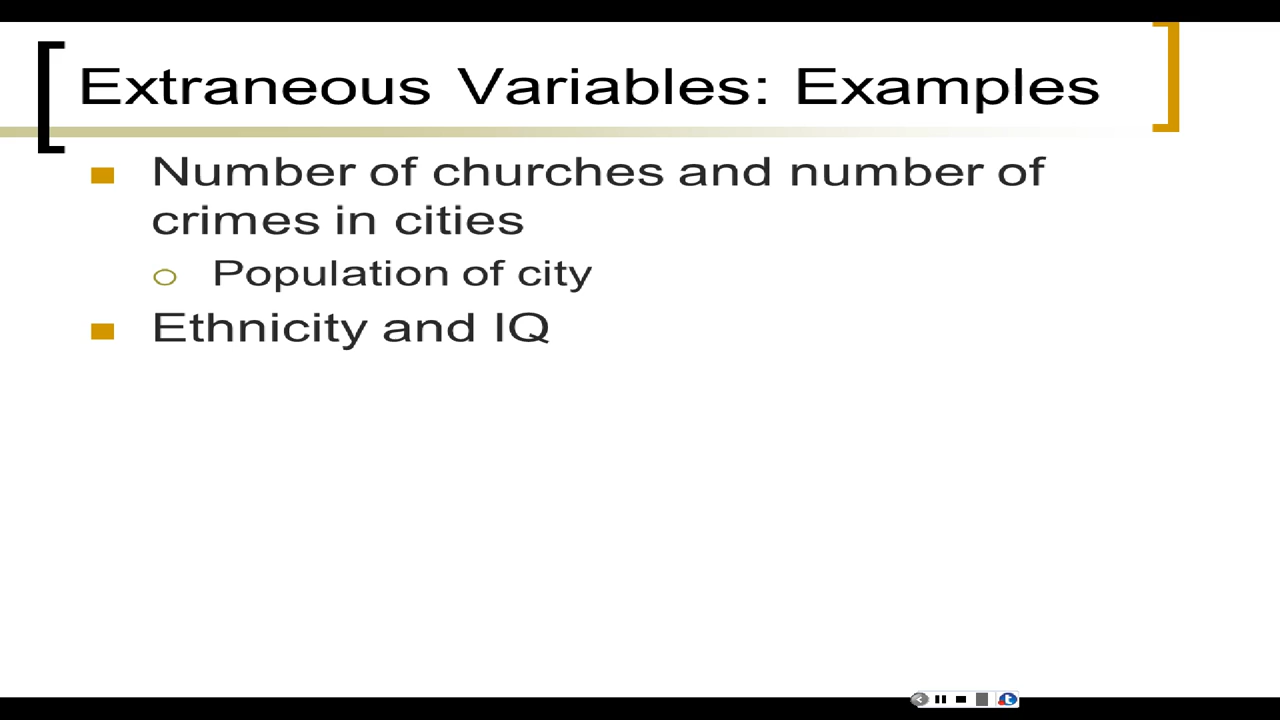 Extraneous Variables: Examples
Number of churches and number of
crimes in cities
Population of city
Ethnicity and IQ